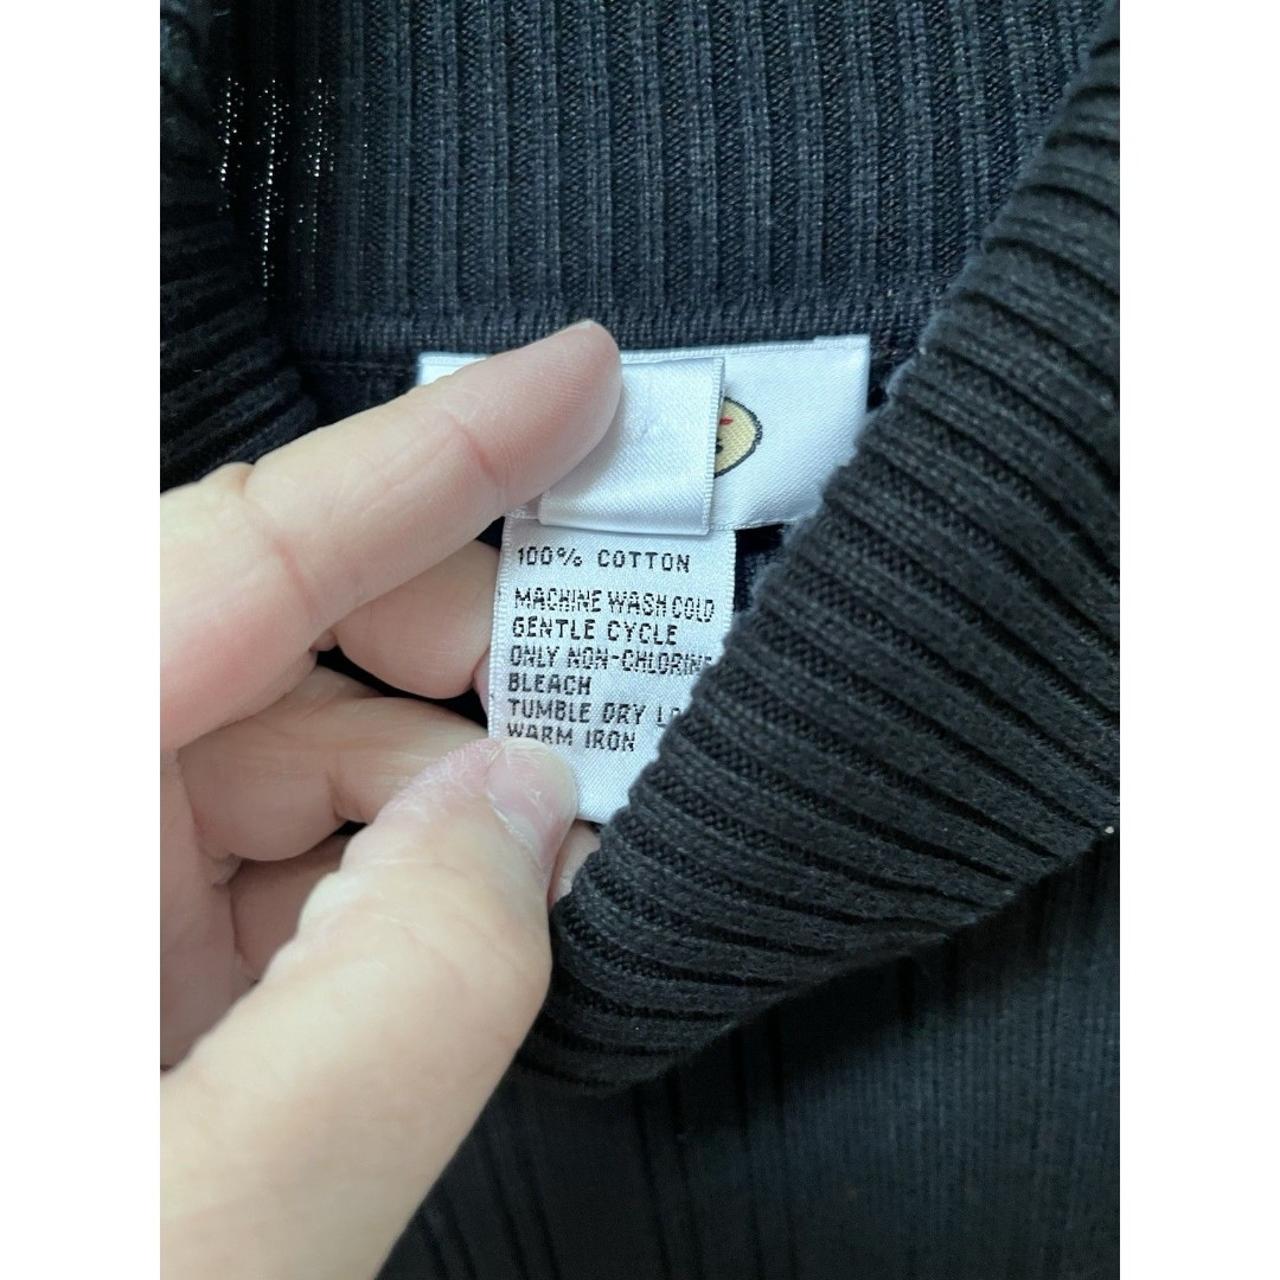 100% COTTON
MACHINE WASH COLD
GENTLE CYCLE
ONLY NON-CHLORINE
BLEACH
TUMBLE DRY
WARM IRON